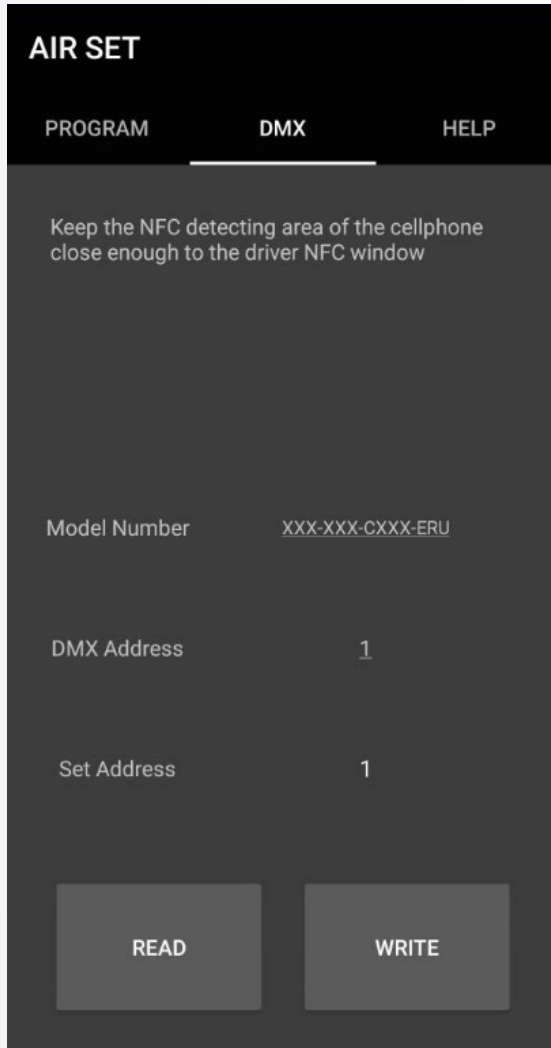 AIR SET
PROGRAM DMX HELP
Keep the NFC detecting area of the cellphone
close enough to the driver NFC window
Model Number XXX-XXX-CXXX-ERU
DMX Address 1
Set Address 1
READ WRITE